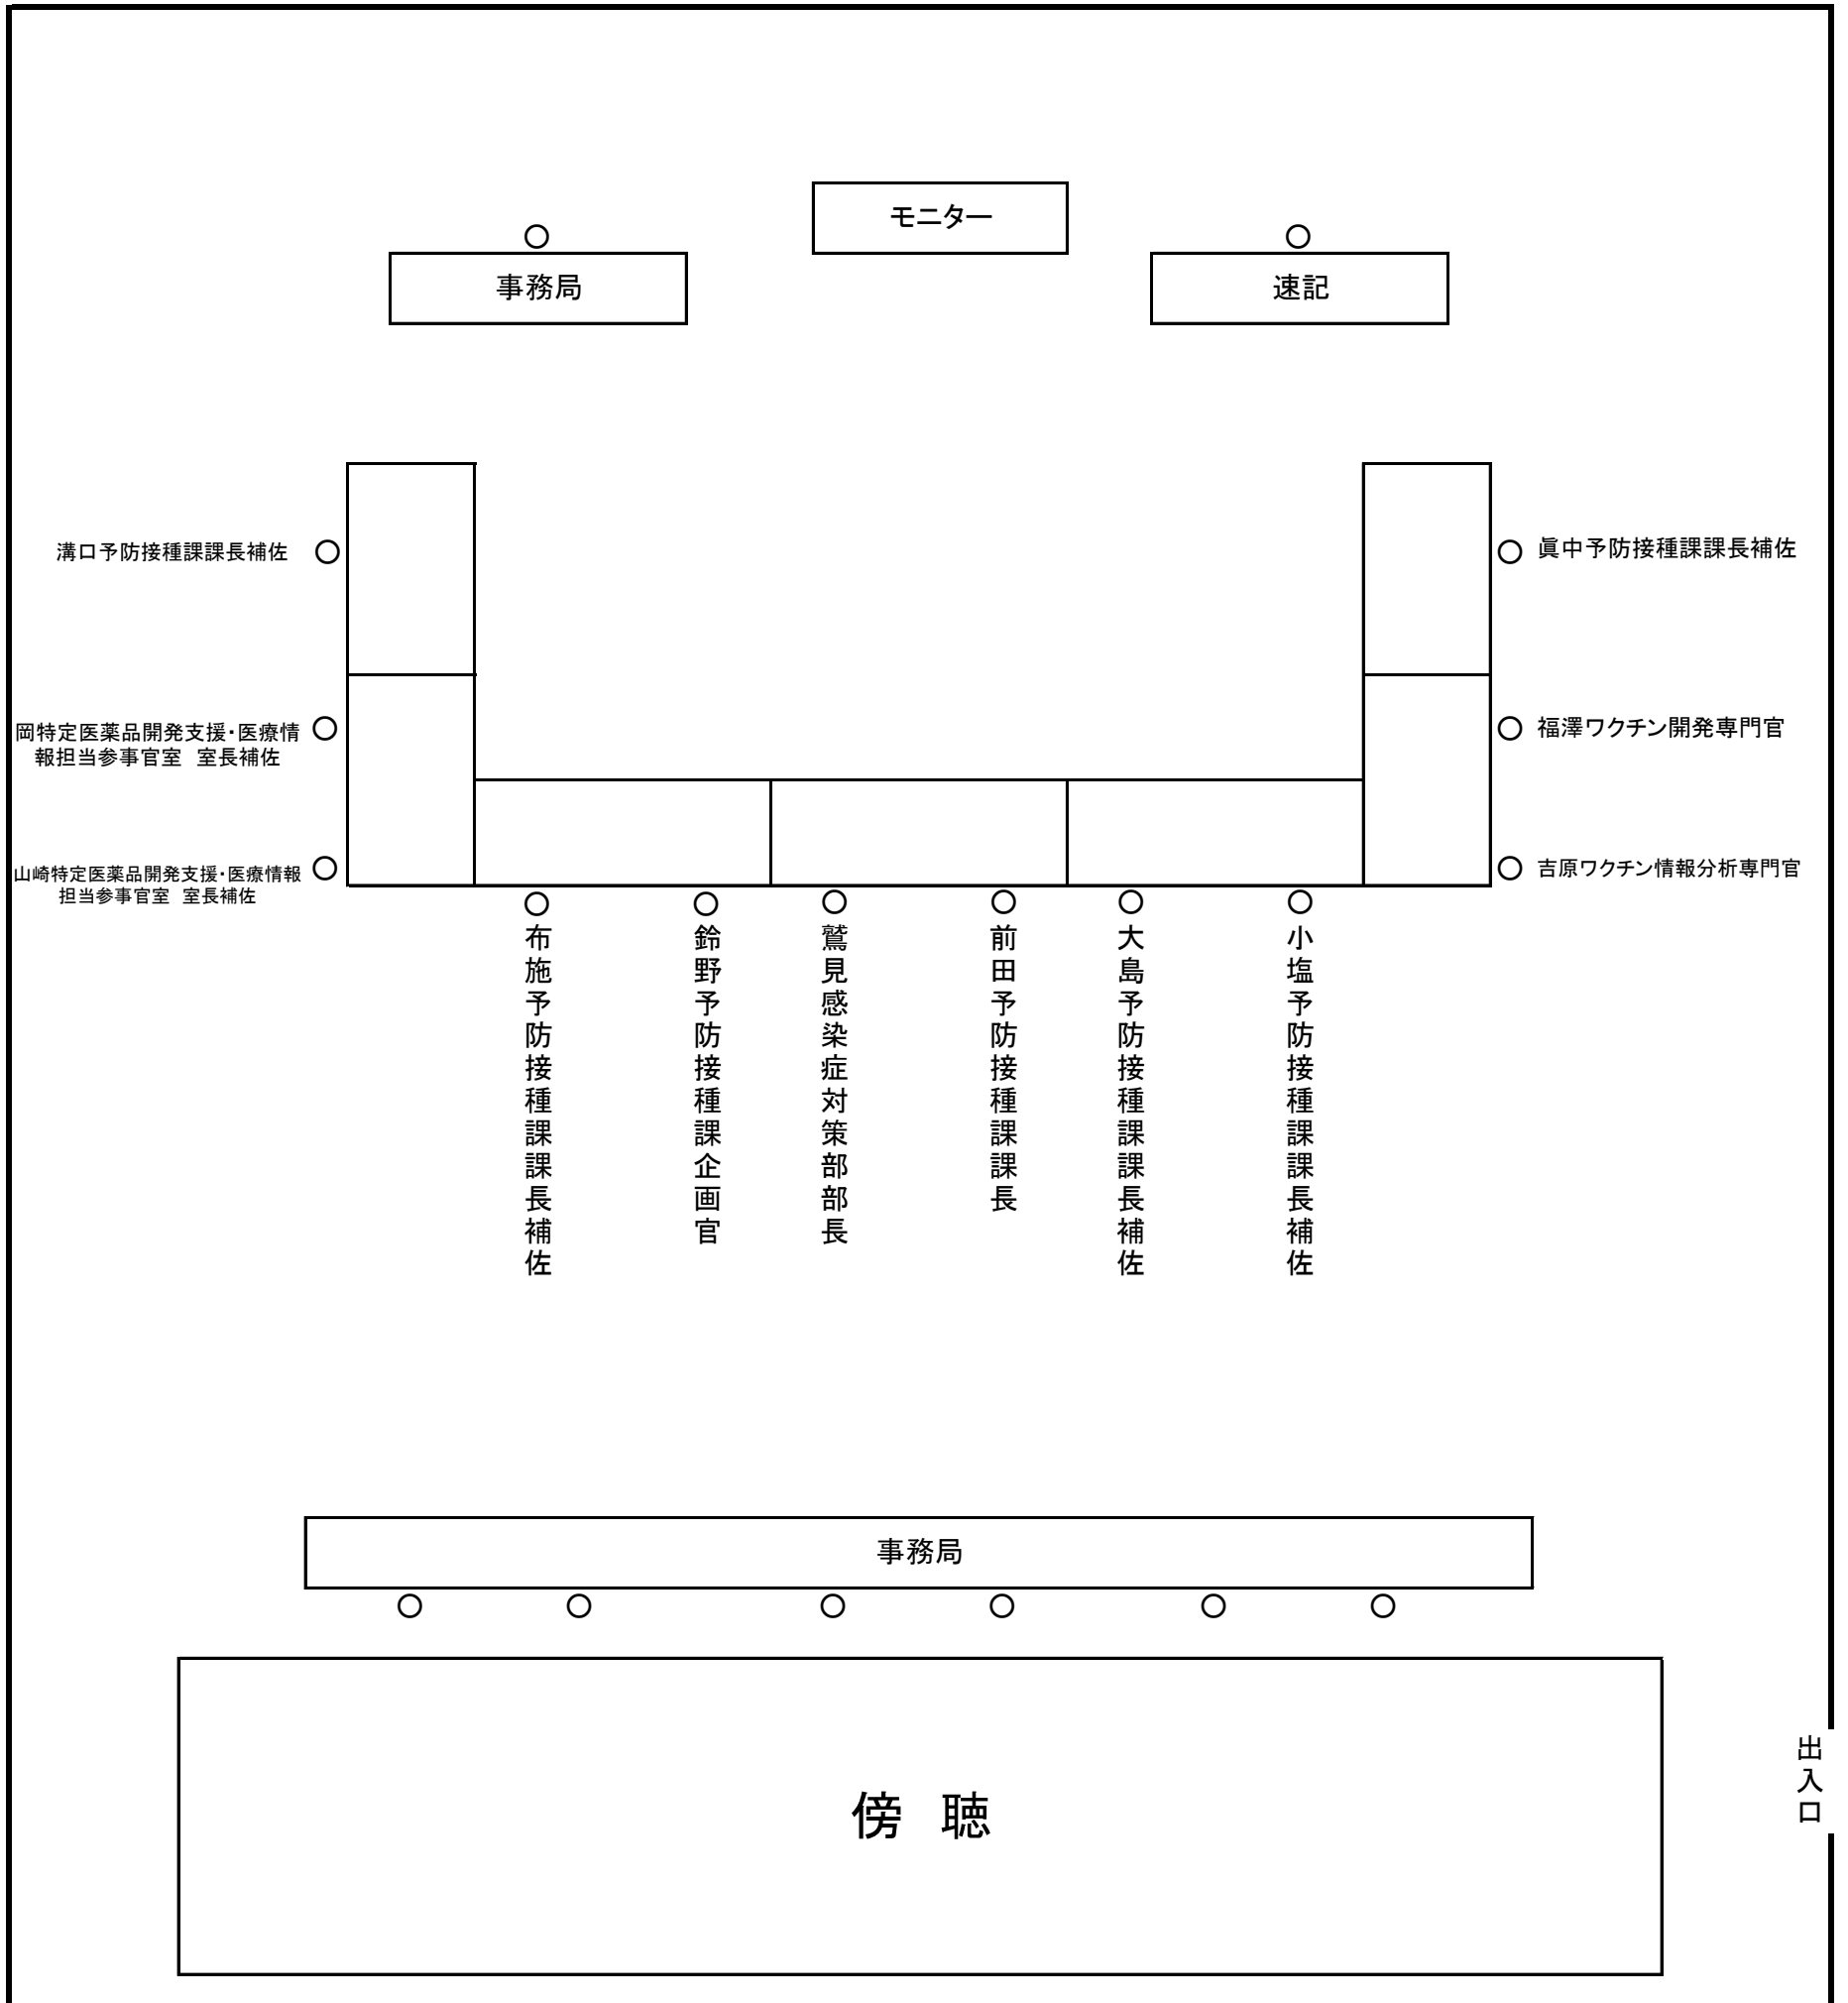 モニター
事務局
速記
溝口予防接種課課長補佐
眞中予防接種課課長補佐
岡特定医薬品開発支援・医療情
報担当参事官室　室長補佐
福澤ワクチン開発専門官
山崎特定医薬品開発支援・医療情報
担当参事官室　室長補佐
吉原ワクチン情報分析専門官
布施予防接種課課長補佐
鈴野予防接種課企画官
鷲見感染症対策部部長
前田予防接種課課長
大島予防接種課課長補佐
小塩予防接種課課長補佐
事務局
出入口
傍　聴